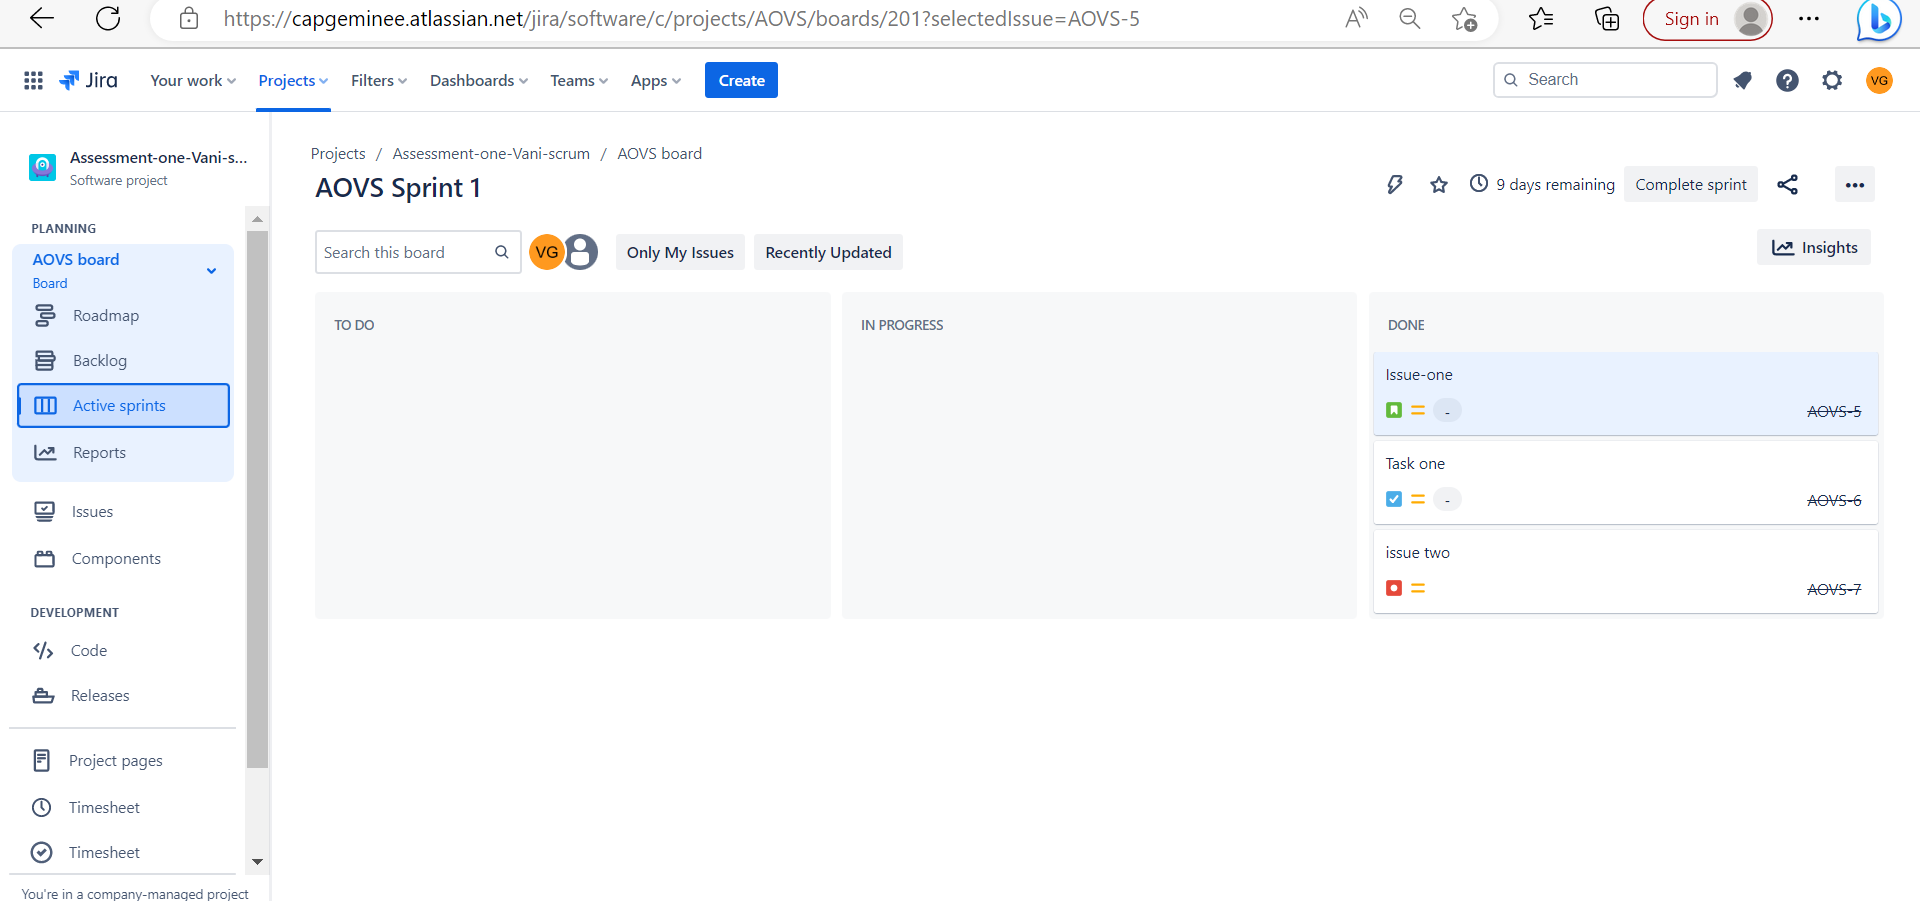 https://capgeminee.atlassian.net/jira/software/c/projects/AOVS/boards/201?selectedIssue=AOVS-5
Sign in
Jira
Your work
Projects
Filters
Dashboards
Teams
Apps
Create
Search
VG
Assessment-one-Vani-s...
Software project
PLANNING
AOVS board
Board
Roadmap
Backlog
Active sprints
Reports
Issues
Components
DEVELOPMENT
Code
Releases
Project pages
Timesheet
Timesheet
You're in a company-managed project
Projects / Assessment-one-Vani-scrum / AOVS board
AOVS Sprint 1
9 days remaining
Complete sprint
Search this board
VG
Only My Issues
Recently Updated
Insights
TO DO
IN PROGRESS
DONE
Issue-one
-
AOVS-5
Task one
-
AOVS-6
issue two
AOVS-7